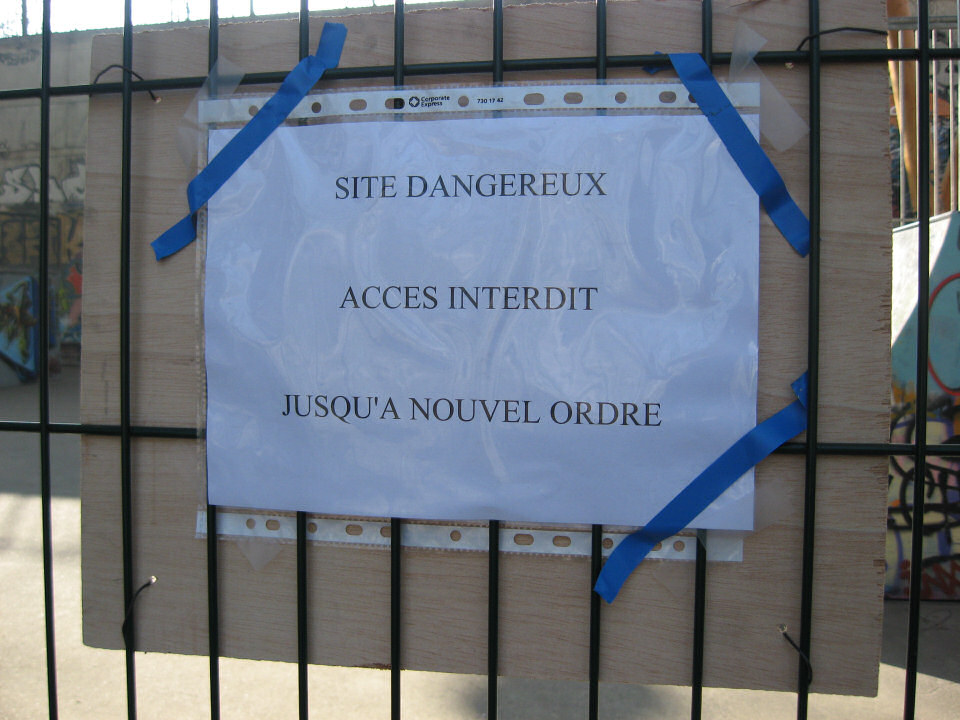 Corporate
Express
730 17 42
SITE DANGEREUX
ACCES INTERDIT
JUSQU'A NOUVEL ORDRE